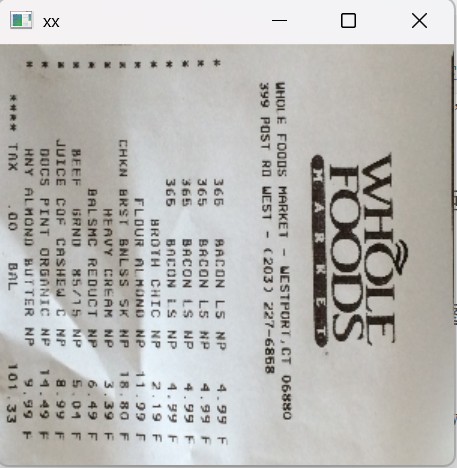 xx
WHOLE
FOODS
MARKET
WHOLE FOODS MARKET - WESTPORT,CT 06880
399 POST RD WEST - (203) 227-6858
* 365 BACON LS NP 4.99 F
* 365 BACON LS NP 4.99 F
* 365 BACON LS NP 4.99 F
* 365 BACON LS NP 4.99 F
* BROTH CHIC NP 2.19 F
* FLOUR ALMOND NP 11.99 F
* CHKN BRST BNLESS SK NP 18.80 F
* HEAVY CREAM NP 3.39 F
* BALSMC REDUCT NP 6.49 F
* BEEF GRND 85/15 NP 5.04 F
* JUICE COF CASHEW C NP 8.99 F
* DOCS PINT ORGANIC NP 14.49 F
* HNY ALMOND BUTTER NP 9.99 F
**** TAX .00 BAL 101.33